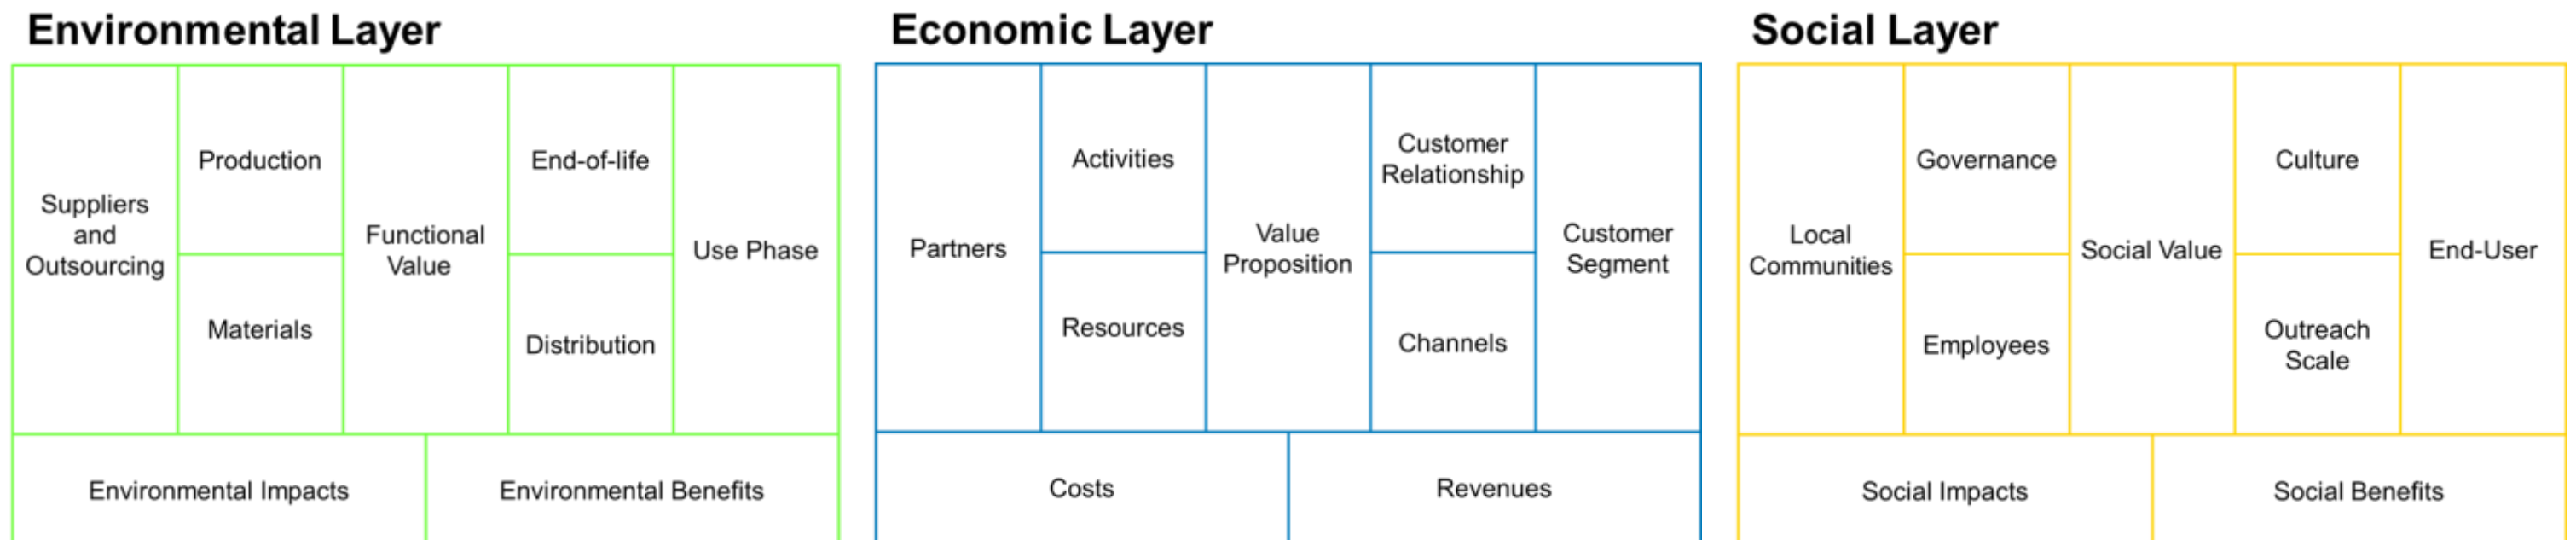 Environmental Layer
Suppliers
and
Outsourcing
Production
Materials
Functional
Value
End-of-life
Distribution
Use Phase
Environmental Impacts
Environmental Benefits
Economic Layer
Partners
Activities
Resources
Value
Proposition
Customer
Relationship
Channels
Customer
Segment
Costs
Revenues
Social Layer
Local
Communities
Governance
Employees
Social Value
Culture
Outreach
Scale
End-User
Social Impacts
Social Benefits